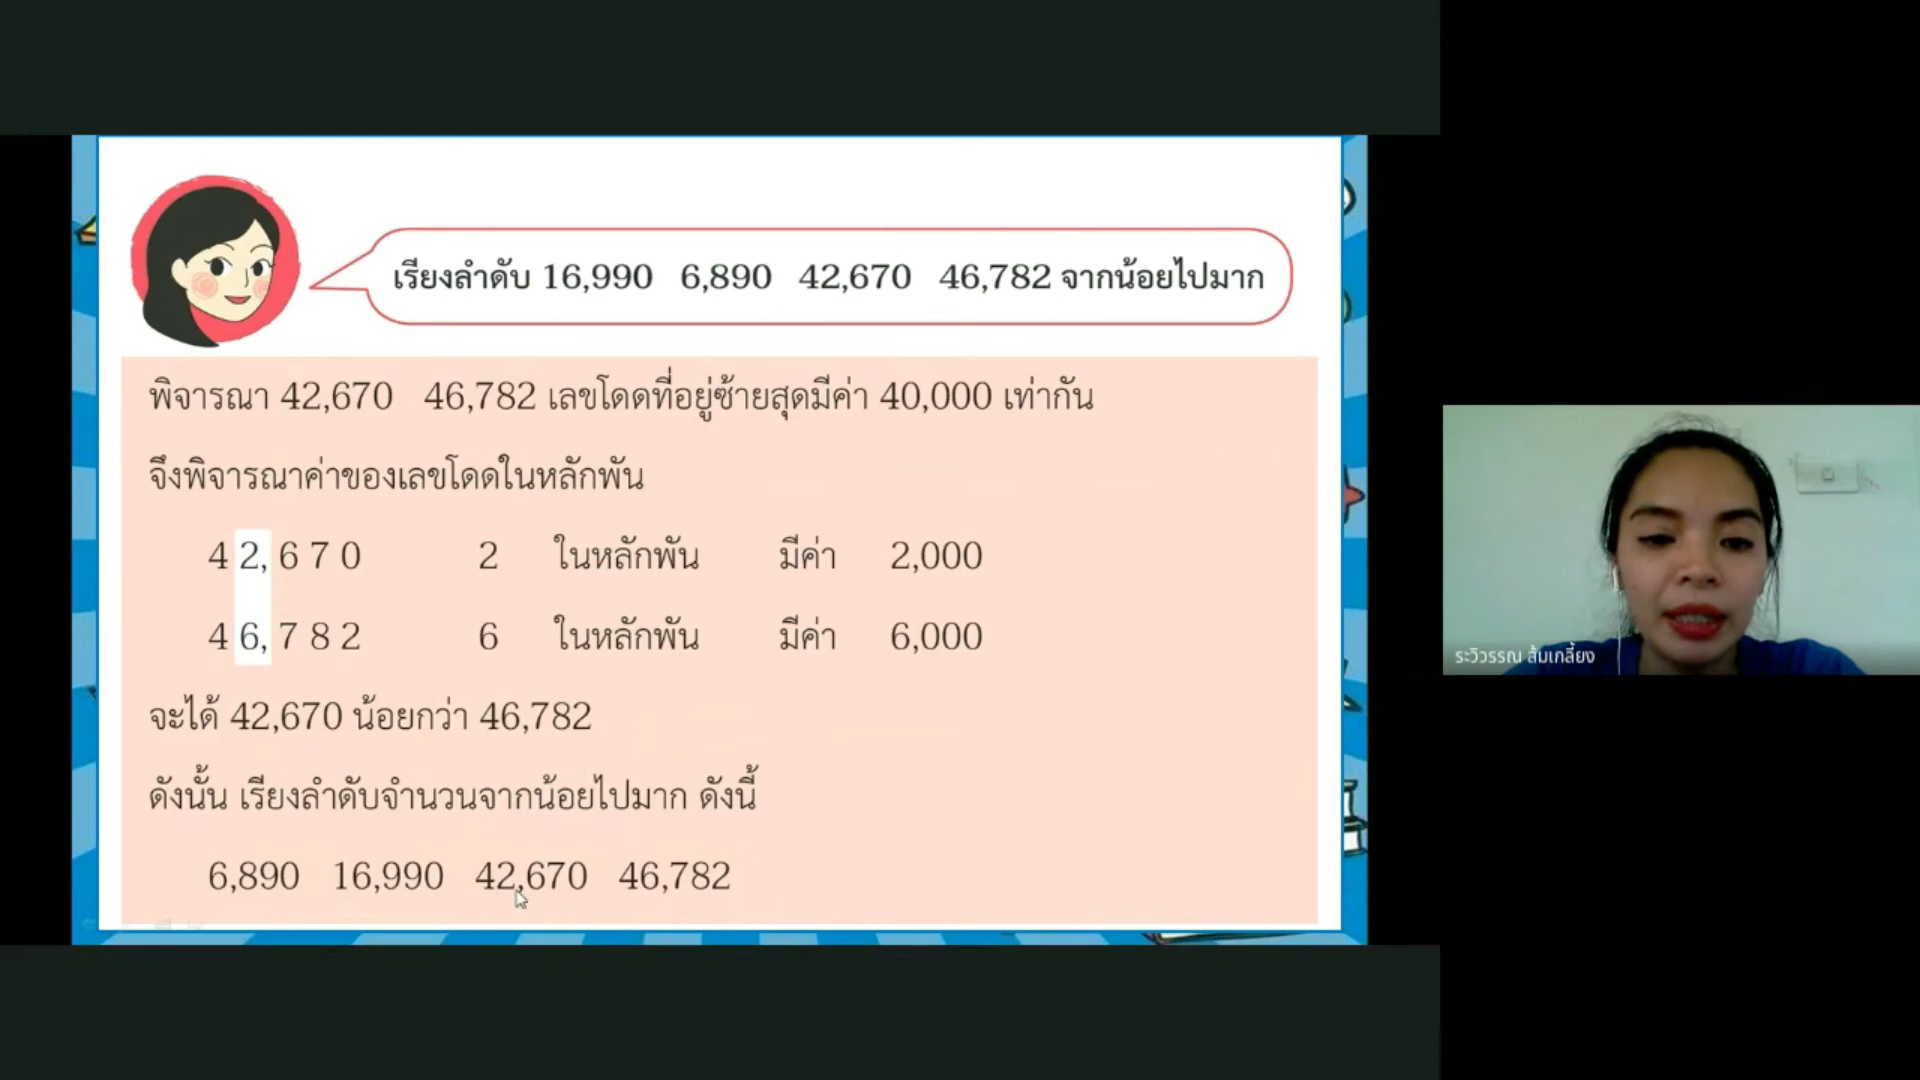 เรียงลำดับ 16,990 6,890 42,670 46,782 จากน้อยไปมาก
พิจารณา 42,670 46,782 เลขโดดที่อยู่ซ้ายสุดมีค่า 40,000 เท่ากัน
จึงพิจารณาค่าของเลขโดดในหลักพัน
4 2, 6 7 0 2 ในหลักพัน มีค่า 2,000
4 6, 7 8 2 6 ในหลักพัน มีค่า 6,000
จะได้ 42,670 น้อยกว่า 46,782
ดังนั้น เรียงลำดับจำนวนจากน้อยไปมาก ดังนี้
6,890 16,990 42,670 46,782
ระวิวรรณ ส้มเกลี้ยง